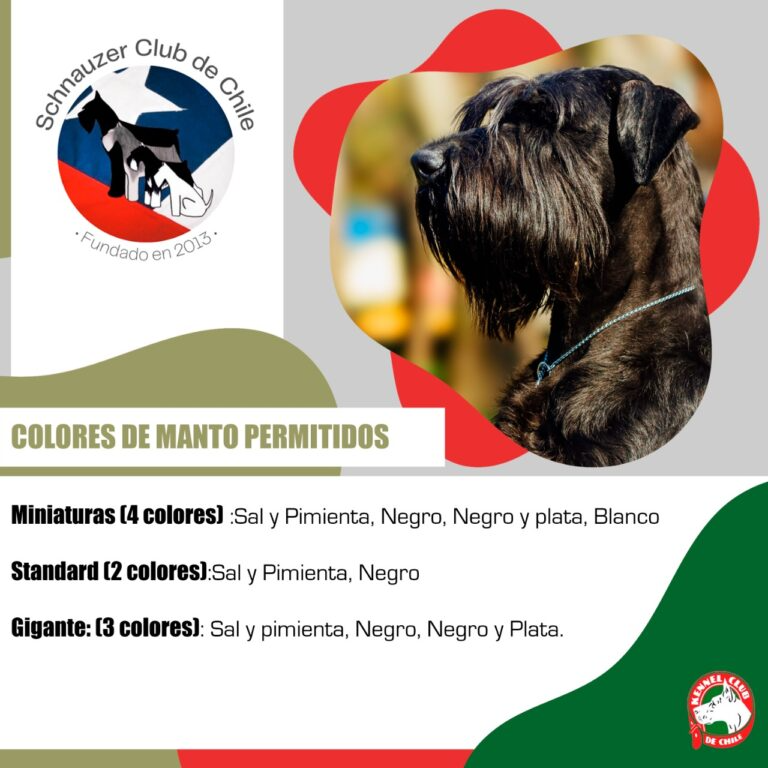 Schnauzer Club de Chile
· Fundado en 2013 ·
COLORES DE MANTO PERMITIDOS
Miniaturas (4 colores) :Sal y Pimienta, Negro, Negro y plata, Blanco
Standard (2 colores):Sal y Pimienta, Negro
Gigante: (3 colores): Sal y pimienta, Negro, Negro y Plata.
KENNEL CLUB
DE CHILE